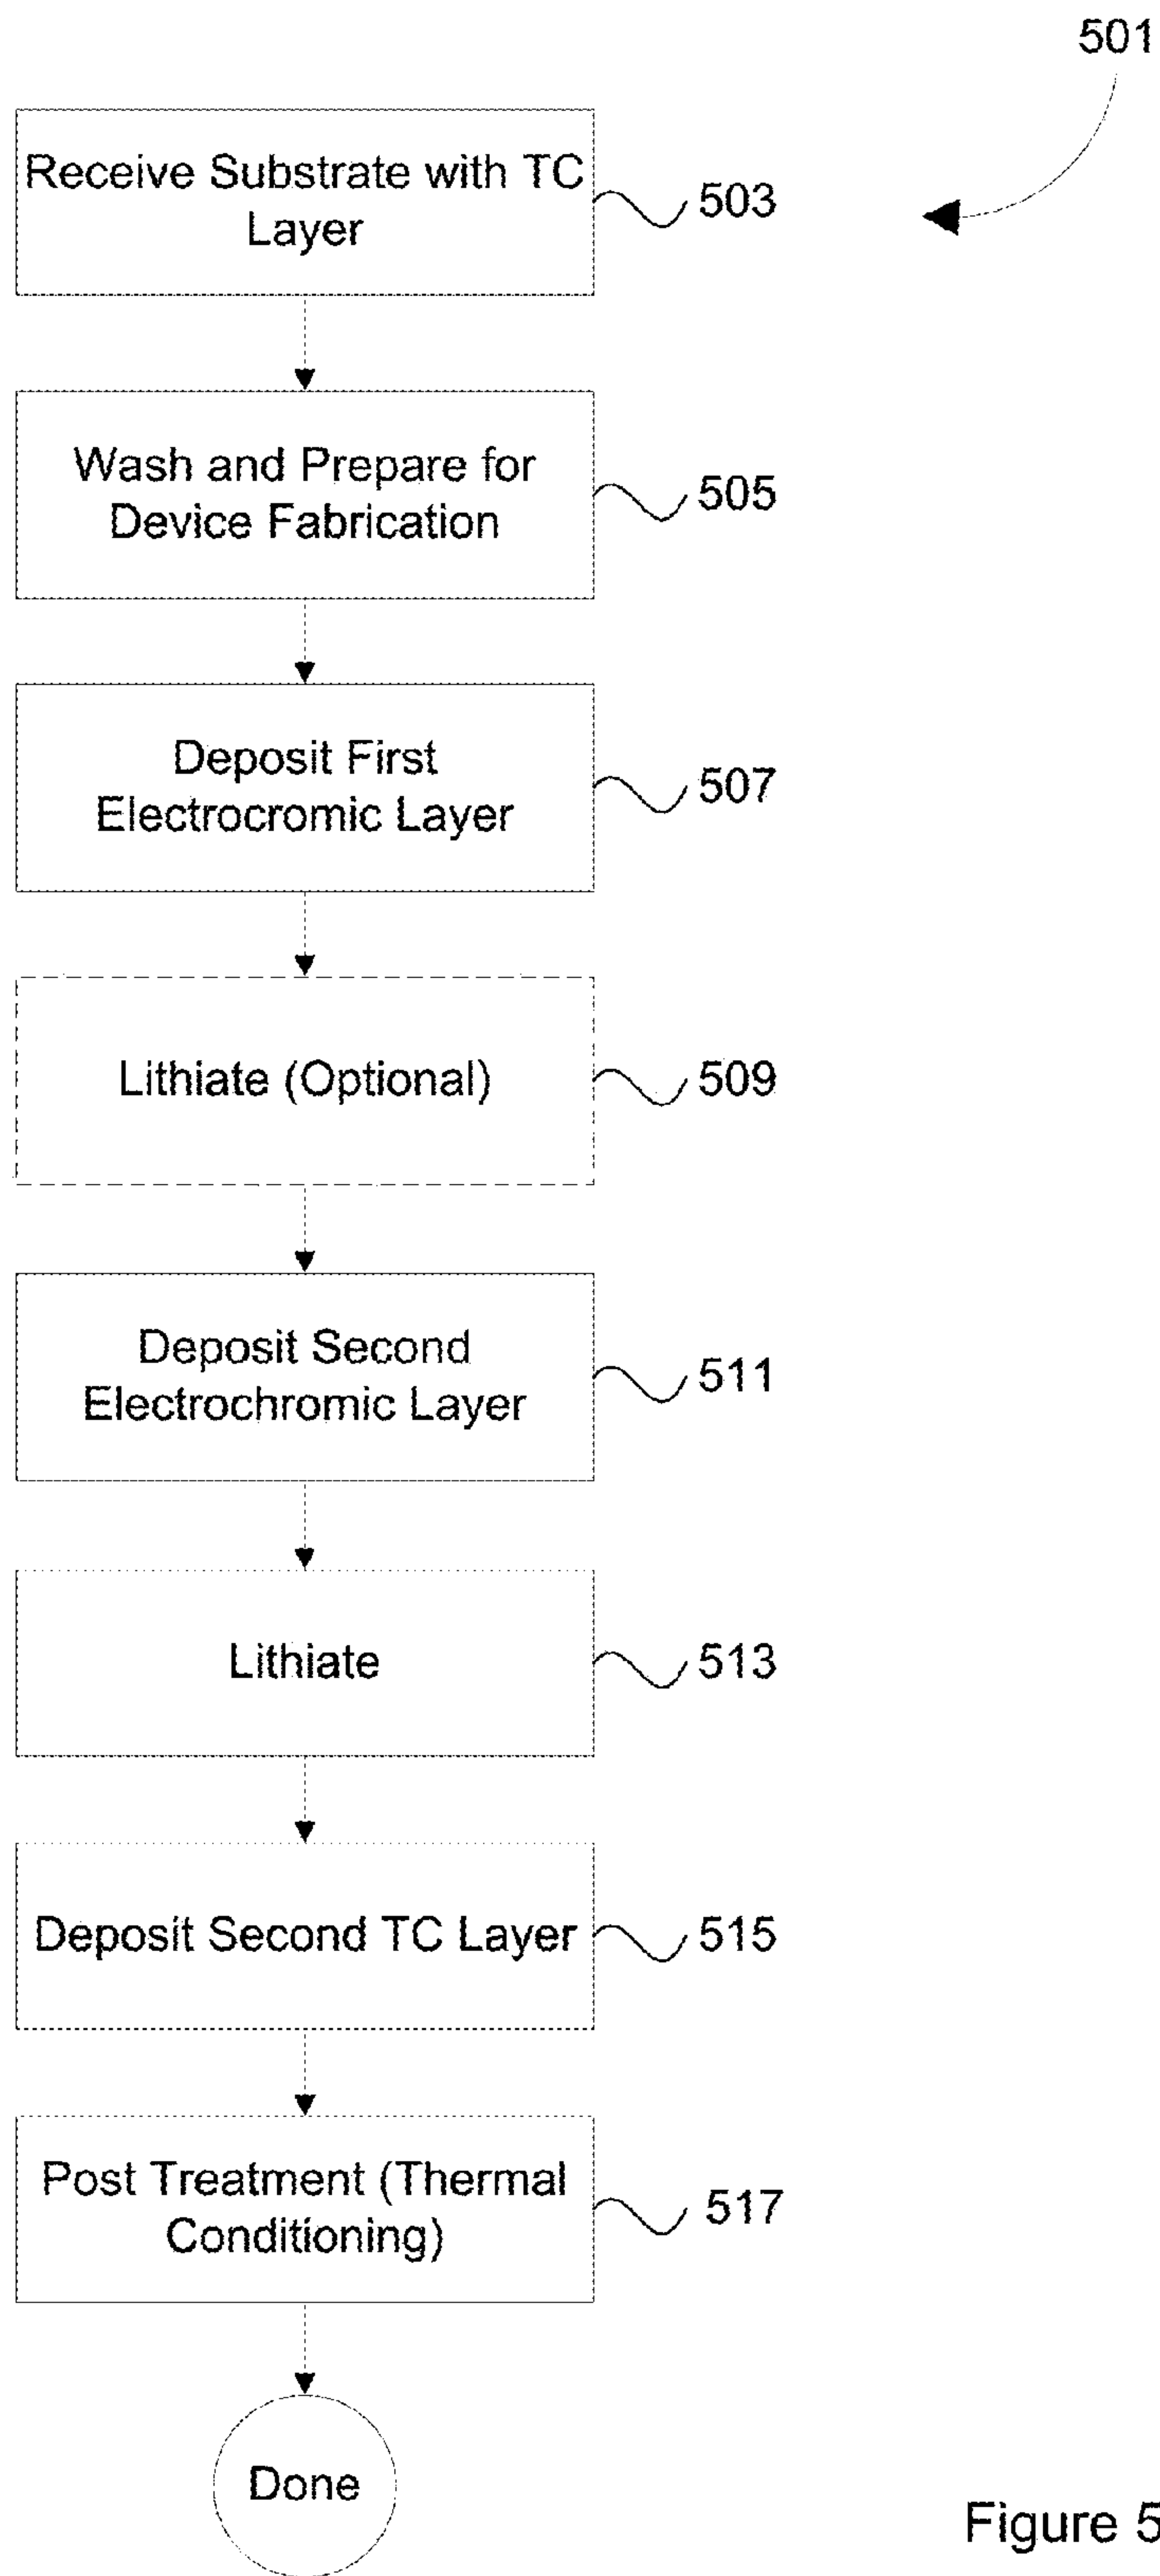 501
Receive Substrate with TC
Layer
503
Wash and Prepare for
Device Fabrication
505
Deposit First
Electrocromic Layer
507
Lithiate (Optional)
509
Deposit Second
Electrochromic Layer
511
Lithiate
513
Deposit Second TC Layer
515
Post Treatment (Thermal
Conditioning)
517
Done
Figure 5